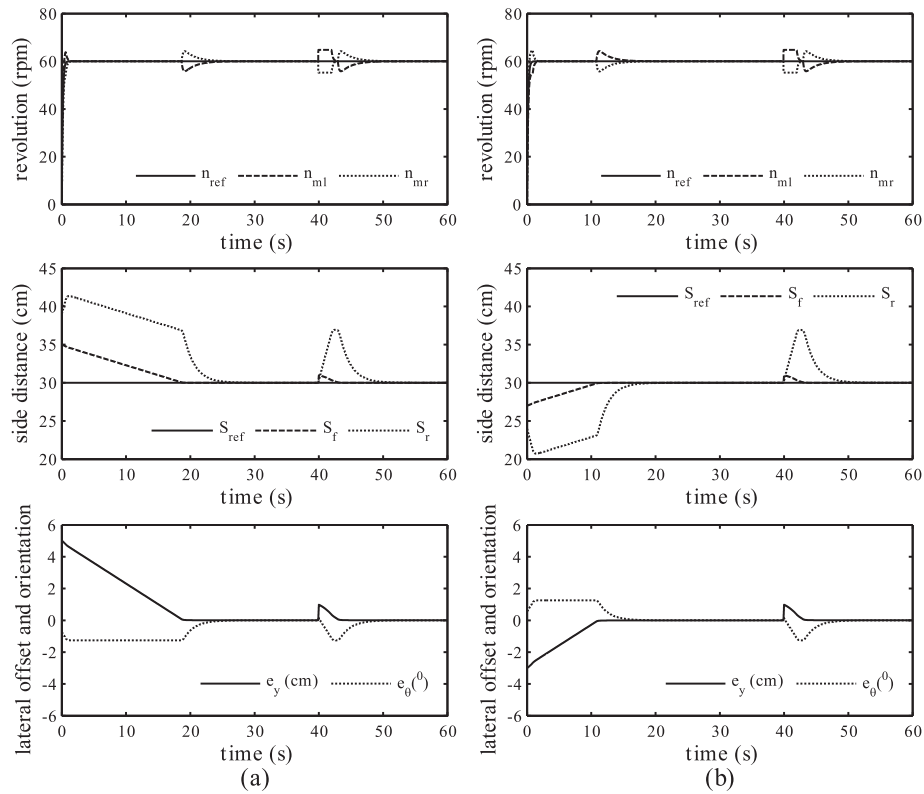 80
60
40
20
0
revolution (rpm)
n_ref n_ml n_mr
0 10 20 30 40 50 60
time (s)
80
60
40
20
0
revolution (rpm)
n_ref n_ml n_mr
0 10 20 30 40 50 60
time (s)
45
40
35
30
25
20
side distance (cm)
S_ref S_f S_r
0 10 20 30 40 50 60
time (s)
45
40
35
30
25
20
side distance (cm)
S_ref S_f S_r
0 10 20 30 40 50 60
time (s)
6
4
2
0
-2
-4
-6
lateral offset and orientation
e_y (cm) e_θ(⁰)
0 10 20 30 40 50 60
time (s)
(a)
6
4
2
0
-2
-4
-6
lateral offset and orientation
e_y (cm) e_θ(⁰)
0 10 20 30 40 50 60
time (s)
(b)